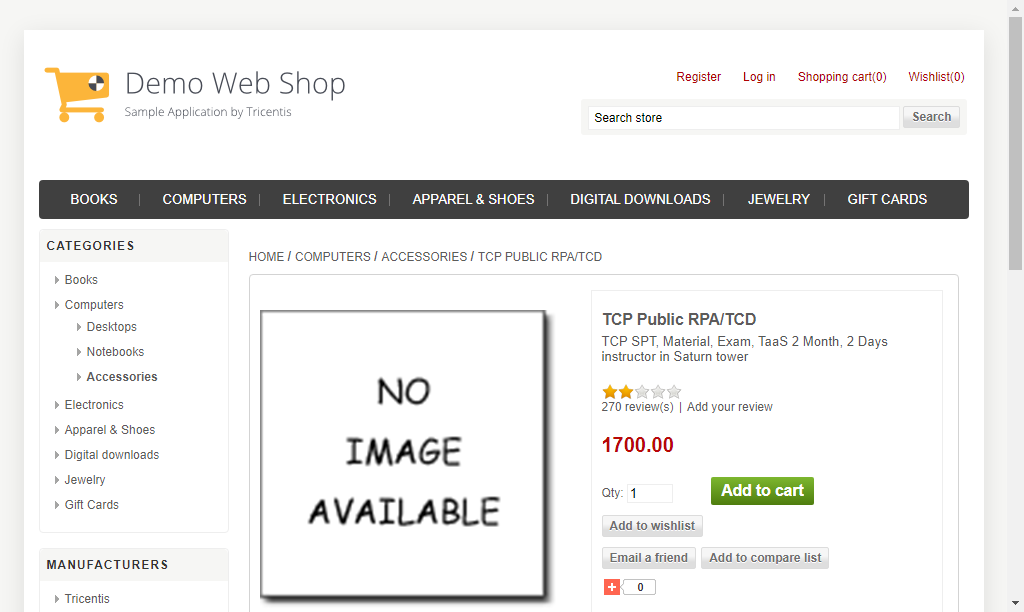 Demo Web Shop
Sample Application by Tricentis
Register Log in Shopping cart(0) Wishlist(0)
Search store Search
BOOKS COMPUTERS ELECTRONICS APPAREL & SHOES DIGITAL DOWNLOADS JEWELRY GIFT CARDS
CATEGORIES
Books
Computers
Desktops
Notebooks
Accessories
Electronics
Apparel & Shoes
Digital downloads
Jewelry
Gift Cards
MANUFACTURERS
Tricentis
HOME / COMPUTERS / ACCESSORIES / TCP PUBLIC RPA/TCD
NO
IMAGE
AVAILABLE
TCP Public RPA/TCD
TCP SPT, Material, Exam, TaaS 2 Month, 2 Days
instructor in Saturn tower
270 review(s) | Add your review
1700.00
Qty: 1 Add to cart
Add to wishlist
Email a friend Add to compare list
+ 0